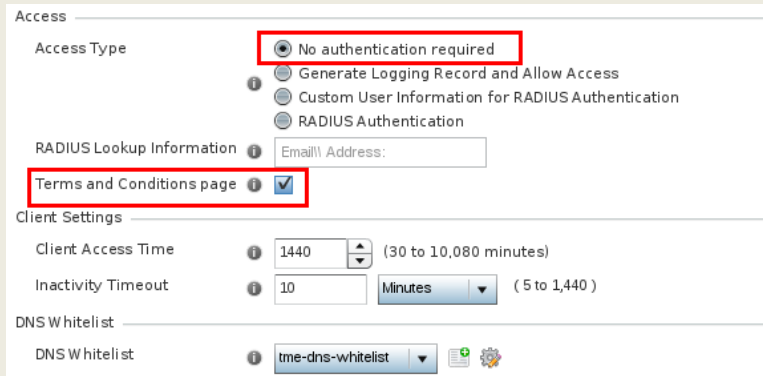 Access
Access Type
No authentication required
Generate Logging Record and Allow Access
Custom User Information for RADIUS Authentication
RADIUS Authentication
RADIUS Lookup Information Email\\ Address:
Terms and Conditions page
Client Settings
Client Access Time 1440 (30 to 10,080 minutes)
Inactivity Timeout 10 Minutes ( 5 to 1,440 )
DNS Whitelist
DNS Whitelist tme-dns-whitelist